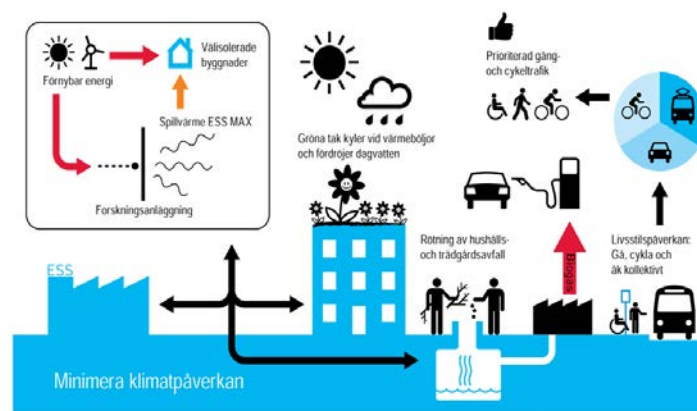 Förnybar energi
Välisolerade
byggnader
Spillvärme ESS MAX
Forskningsanläggning
Gröna tak kyler vid värmeböljor
och fördröjer dagvatten
Prioriterad gång-
och cykeltrafik
Rötning av hushålls-
och trädgårdsavfall
Biogas
Livsstilspåverkan:
Gå, cykla och
åk kollektivt
ESS
Minimera klimatpåverkan